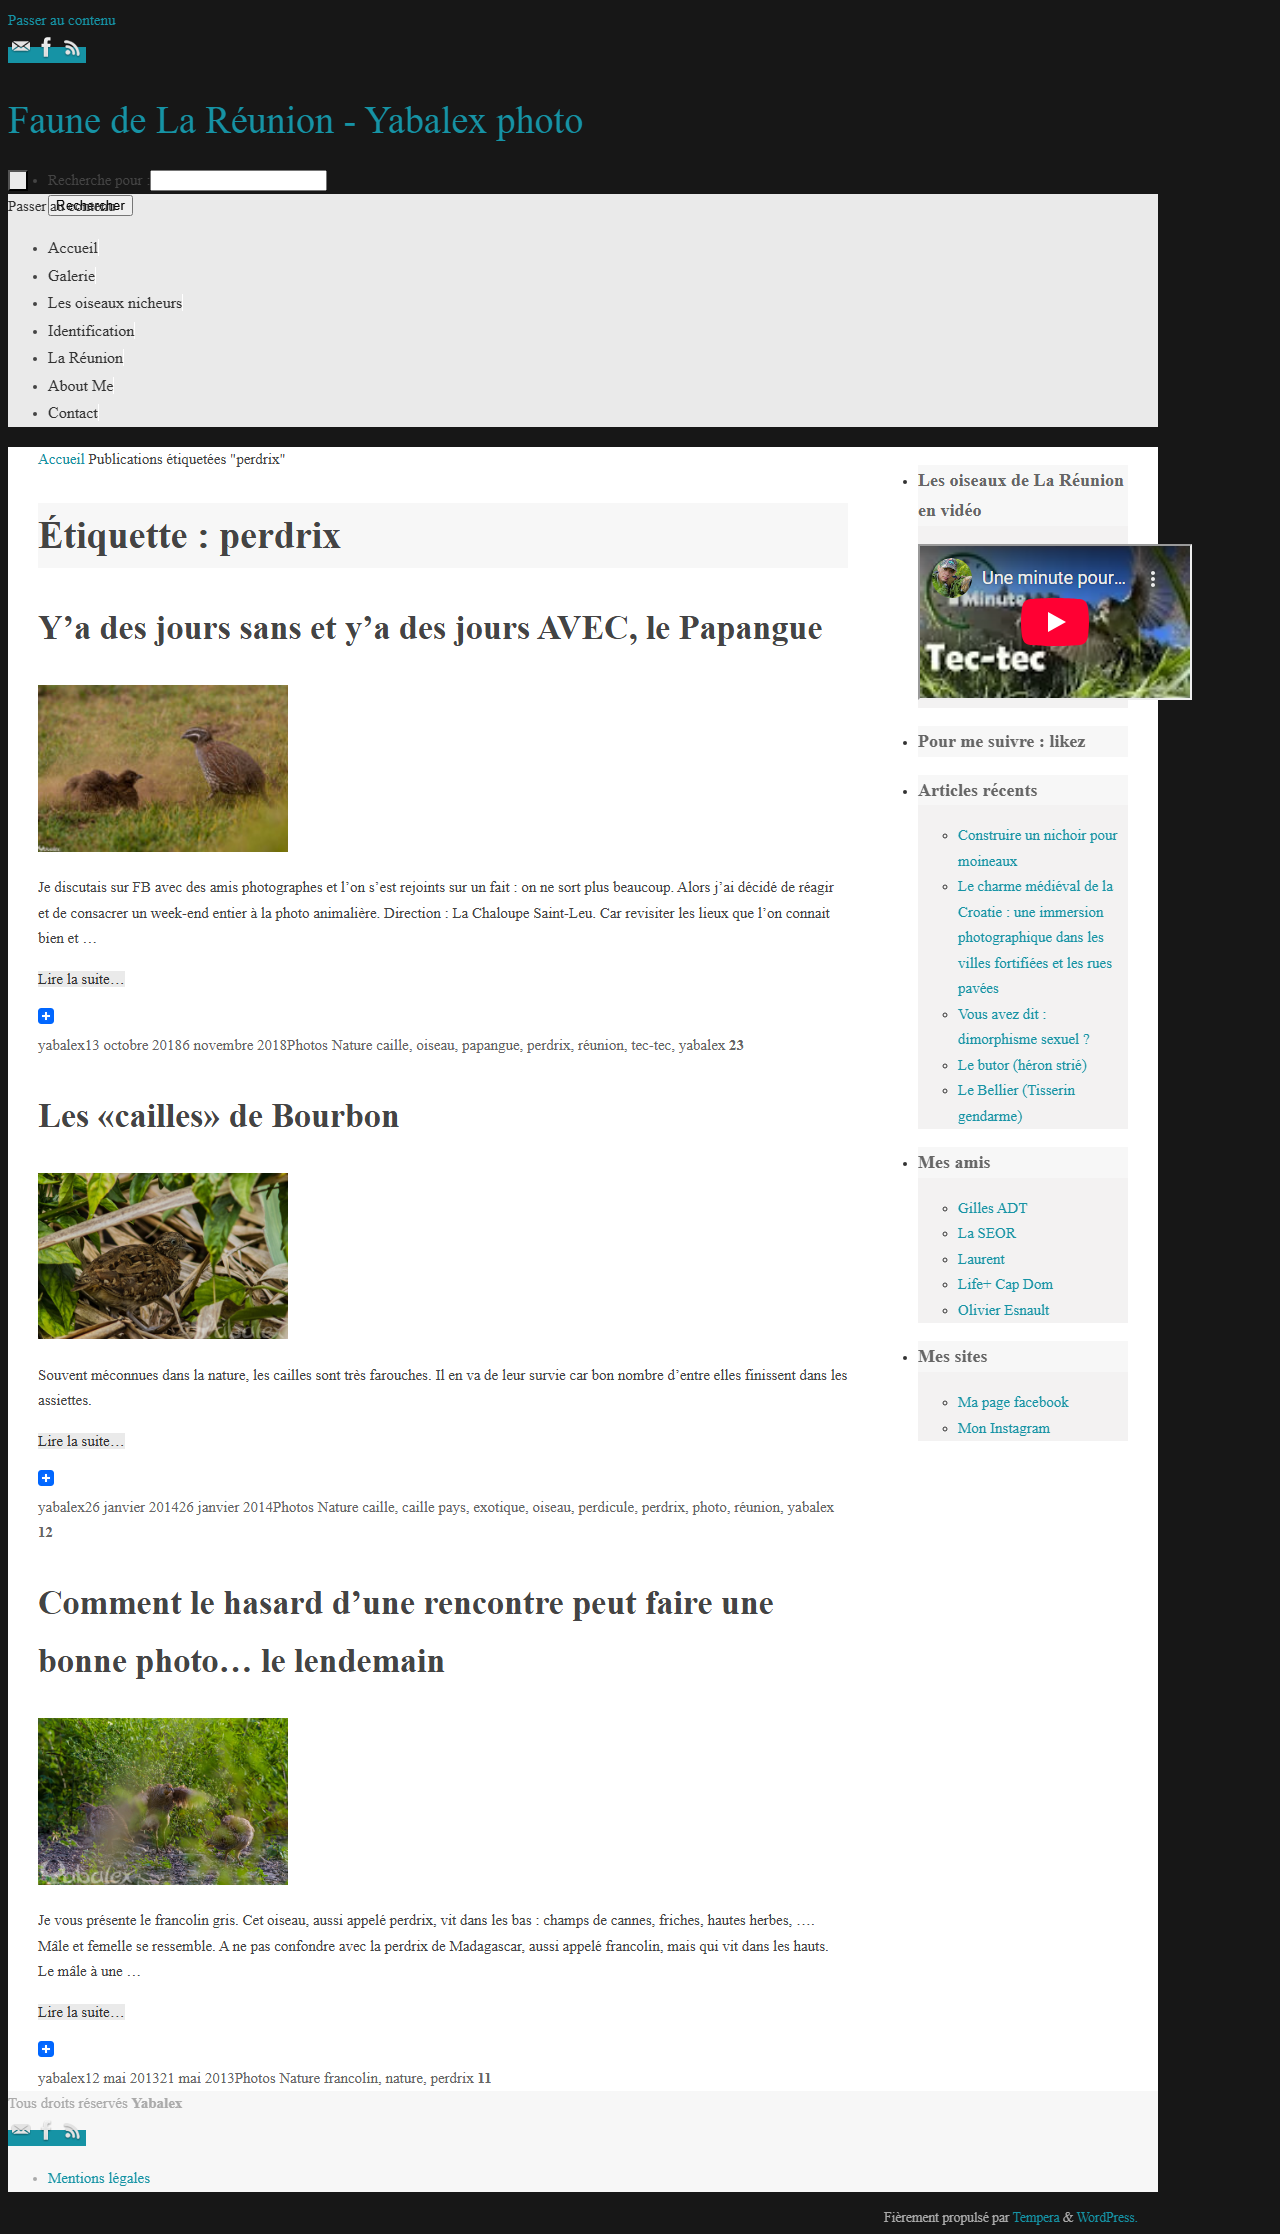 Passer au contenu
Faune de La Réunion - Yabalex photo
Recherche pour :
Passer au contenu
Rechercher
Accueil
Galerie
Les oiseaux nicheurs
Identification
La Réunion
About Me
Contact
Accueil Publications étiquetées "perdrix"
Étiquette : perdrix
Y’a des jours sans et y’a des jours AVEC, le Papangue
Je discutais sur FB avec des amis photographes et l’on s’est rejoints sur un fait : on ne sort plus beaucoup. Alors j’ai décidé de réagir
et de consacrer un week-end entier à la photo animalière. Direction : La Chaloupe Saint-Leu. Car revisiter les lieux que l’on connait
bien et …
Lire la suite…
yabalex13 octobre 20186 novembre 2018Photos Nature caille, oiseau, papangue, perdrix, réunion, tec-tec, yabalex 23
Les «cailles» de Bourbon
Yabalex
Souvent méconnues dans la nature, les cailles sont très farouches. Il en va de leur survie car bon nombre d’entre elles finissent dans les
assiettes.
Lire la suite…
yabalex26 janvier 201426 janvier 2014Photos Nature caille, caille pays, exotique, oiseau, perdicule, perdrix, photo, réunion, yabalex
12
Comment le hasard d’une rencontre peut faire une
bonne photo… le lendemain
Yabalex
Je vous présente le francolin gris. Cet oiseau, aussi appelé perdrix, vit dans les bas : champs de cannes, friches, hautes herbes, ….
Mâle et femelle se ressemble. A ne pas confondre avec la perdrix de Madagascar, aussi appelé francolin, mais qui vit dans les hauts.
Le mâle à une …
Lire la suite…
yabalex12 mai 201321 mai 2013Photos Nature francolin, nature, perdrix 11
Les oiseaux de La Réunion
en vidéo
Une minute pour…
Minute
Tec-tec
Pour me suivre : likez
Articles récents
Construire un nichoir pour
moineaux
Le charme médiéval de la
Croatie : une immersion
photographique dans les
villes fortifiées et les rues
pavées
Vous avez dit :
dimorphisme sexuel ?
Le butor (héron strié)
Le Bellier (Tisserin
gendarme)
Mes amis
Gilles ADT
La SEOR
Laurent
Life+ Cap Dom
Olivier Esnault
Mes sites
Ma page facebook
Mon Instagram
Tous droits réservés Yabalex
Mentions légales
Fièrement propulsé par Tempera & WordPress.